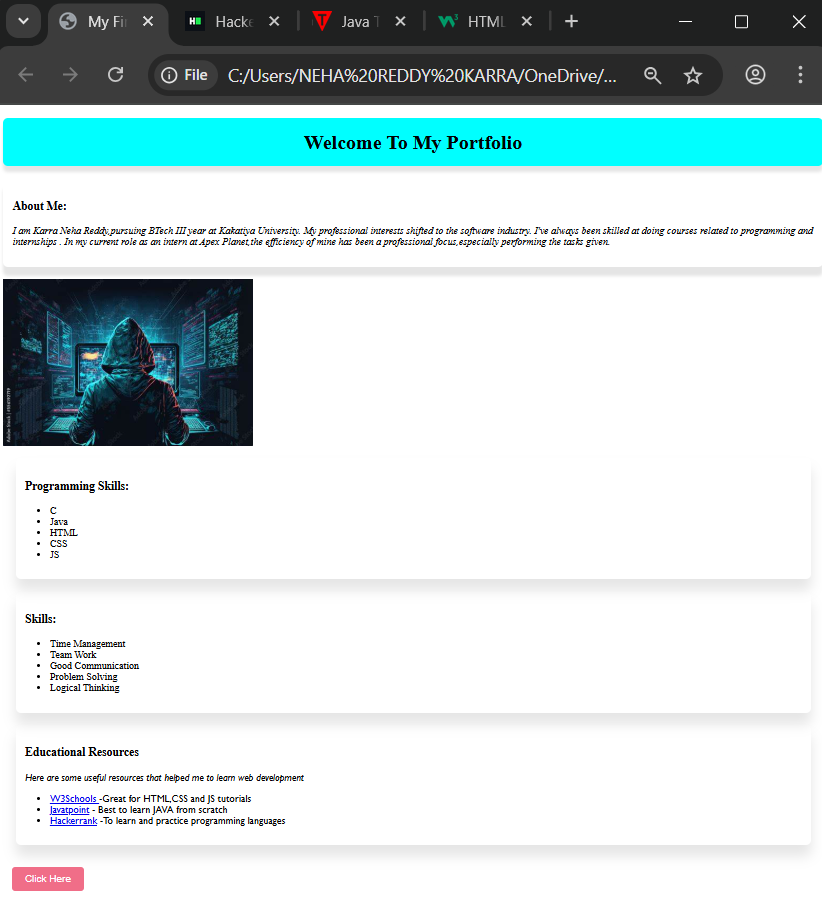 My Fi
Hacke
Java T
HTML
File
C:/Users/NEHA%20REDDY%20KARRA/OneDrive/...
Welcome To My Portfolio
About Me:
I am Karra Neha Reddy,pursuing BTech III year at Kakatiya University. My professional interests shifted to the software industry. I've always been skilled at doing courses related to programming and
internships . In my current role as an intern at Apex Planet,the efficiency of mine has been a professional focus,especially performing the tasks given.
Programming Skills:
C
Java
HTML
CSS
JS
Skills:
Time Management
Team Work
Good Communication
Problem Solving
Logical Thinking
Educational Resources
Here are some useful resources that helped me to learn web development
W3Schools -Great for HTML,CSS and JS tutorials
Javatpoint - Best to learn JAVA from scratch
Hackerrank -To learn and practice programming languages
Click Here